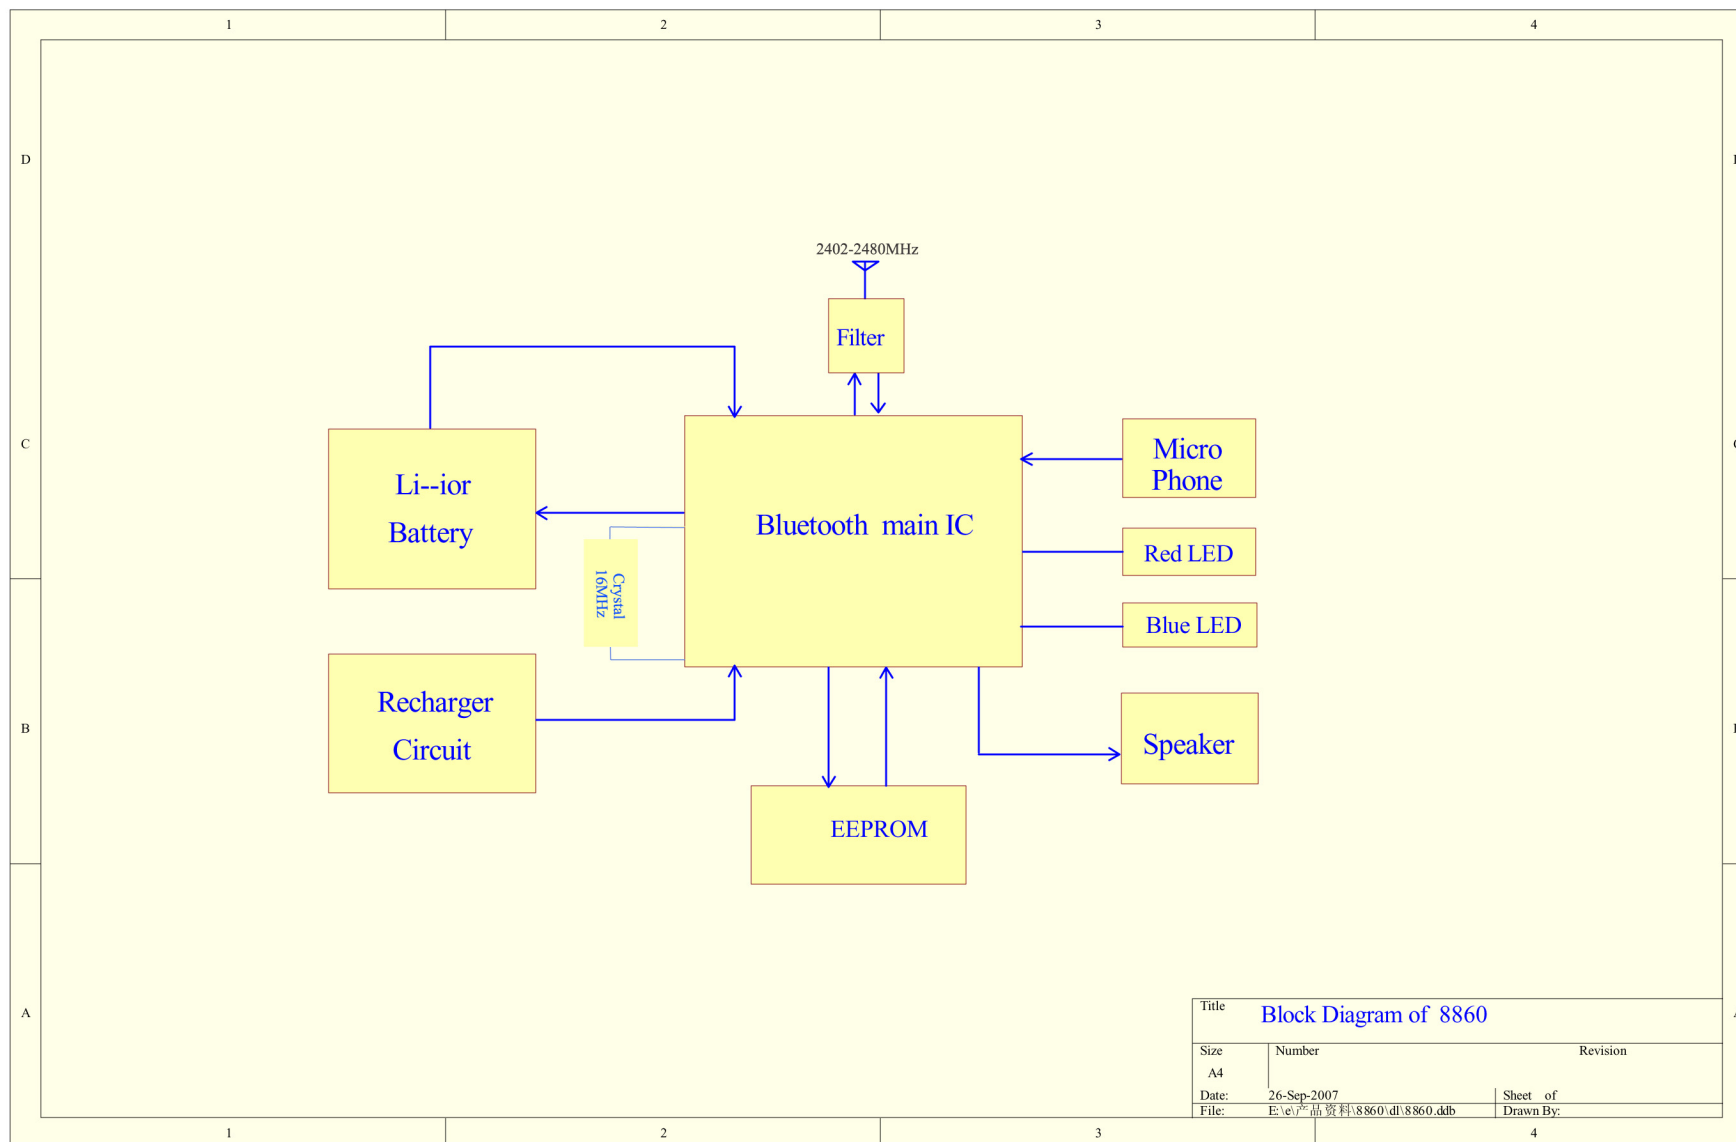 1 2 3 4
D
2402-2480MHz
Filter
C
Micro
Phone
Li--ior
Battery
Bluetooth main IC
Red LED
Crystal
16MHz
Blue LED
Recharger
Circuit
B
Speaker
EEPROM
A
Title Block Diagram of 8860
Size Number Revision
A4
Date: 26-Sep-2007 Sheet of
File: E:\e\产品资料\8860\dl\8860.ddb Drawn By:
1 2 3 4